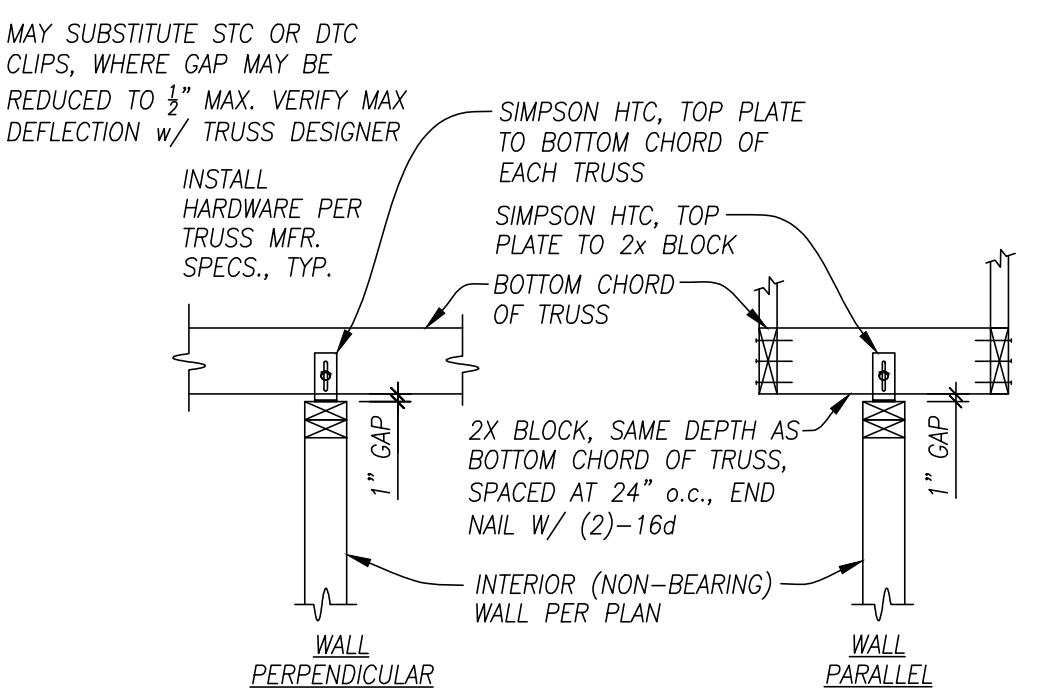 MAY SUBSTITUTE STC OR DTC
CLIPS, WHERE GAP MAY BE
REDUCED TO 1/2" MAX. VERIFY MAX
DEFLECTION w/ TRUSS DESIGNER
INSTALL
HARDWARE PER
TRUSS MFR.
SPECS., TYP.
SIMPSON HTC, TOP PLATE
TO BOTTOM CHORD OF
EACH TRUSS
SIMPSON HTC, TOP
PLATE TO 2x BLOCK
BOTTOM CHORD
OF TRUSS
1" GAP
2X BLOCK, SAME DEPTH AS
BOTTOM CHORD OF TRUSS,
SPACED AT 24" o.c., END
NAIL W/ (2)-16d
1" GAP
INTERIOR (NON-BEARING)
WALL PER PLAN
WALL
PERPENDICULAR
WALL
PARALLEL